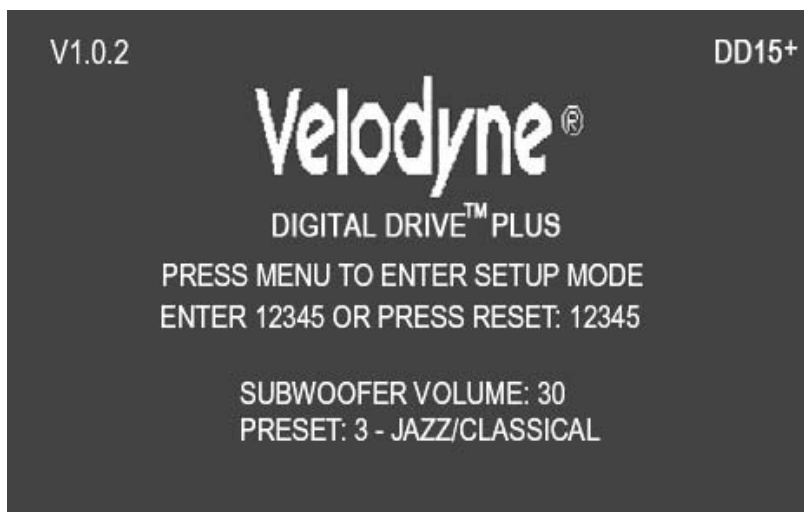 V1.0.2 DD15+
Velodyne®
DIGITAL DRIVE™ PLUS
PRESS MENU TO ENTER SETUP MODE
ENTER 12345 OR PRESS RESET: 12345
SUBWOOFER VOLUME: 30
PRESET: 3 - JAZZ/CLASSICAL